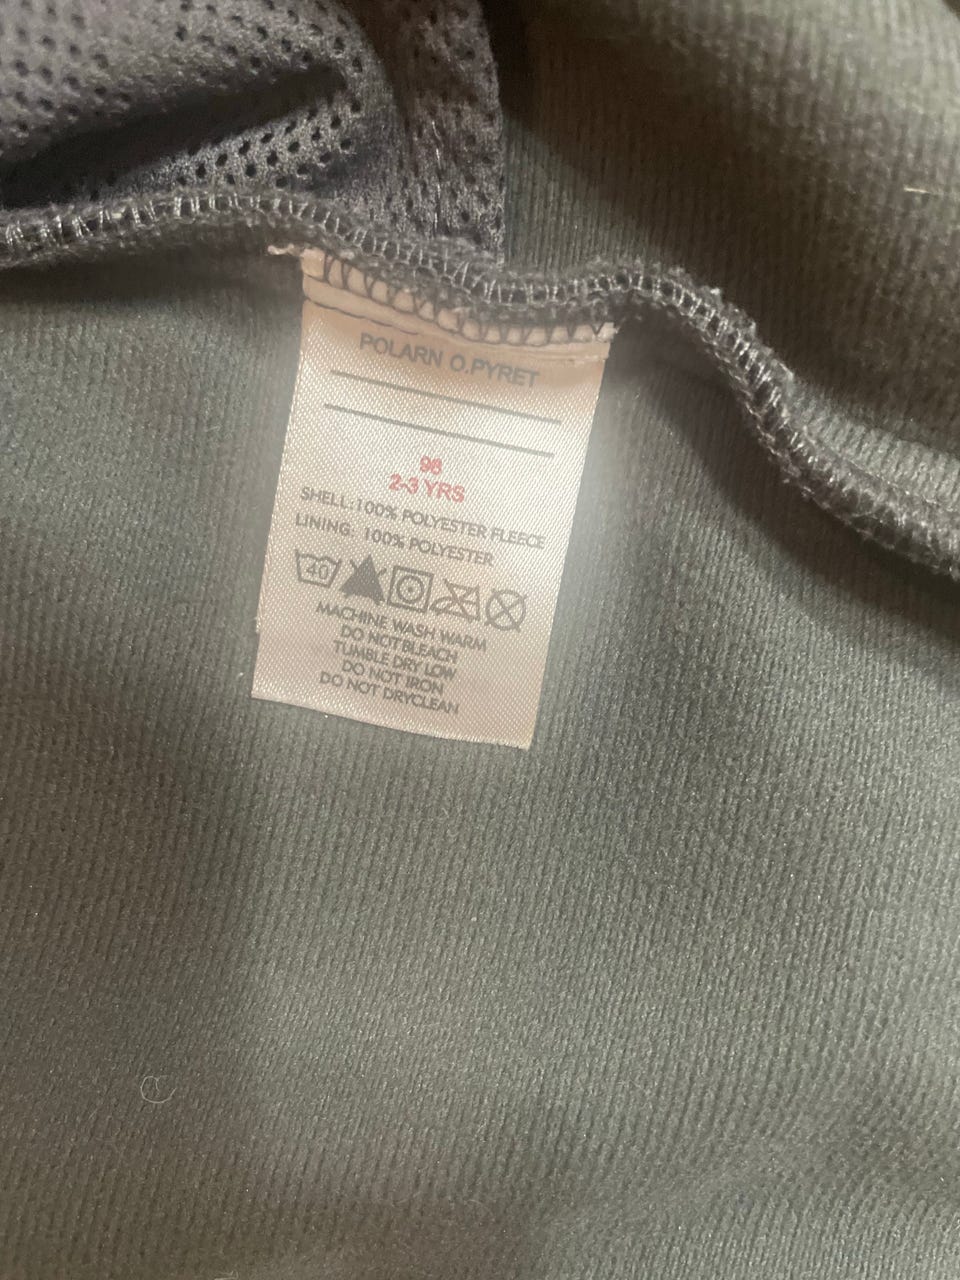 POLARN O.PYRET
98
2-3 YRS
SHELL:100% POLYESTER FLEECE
LINING: 100% POLYESTER
40
MACHINE WASH WARM
DO NOT BLEACH
TUMBLE DRY LOW
DO NOT IRON
DO NOT DRYCLEAN